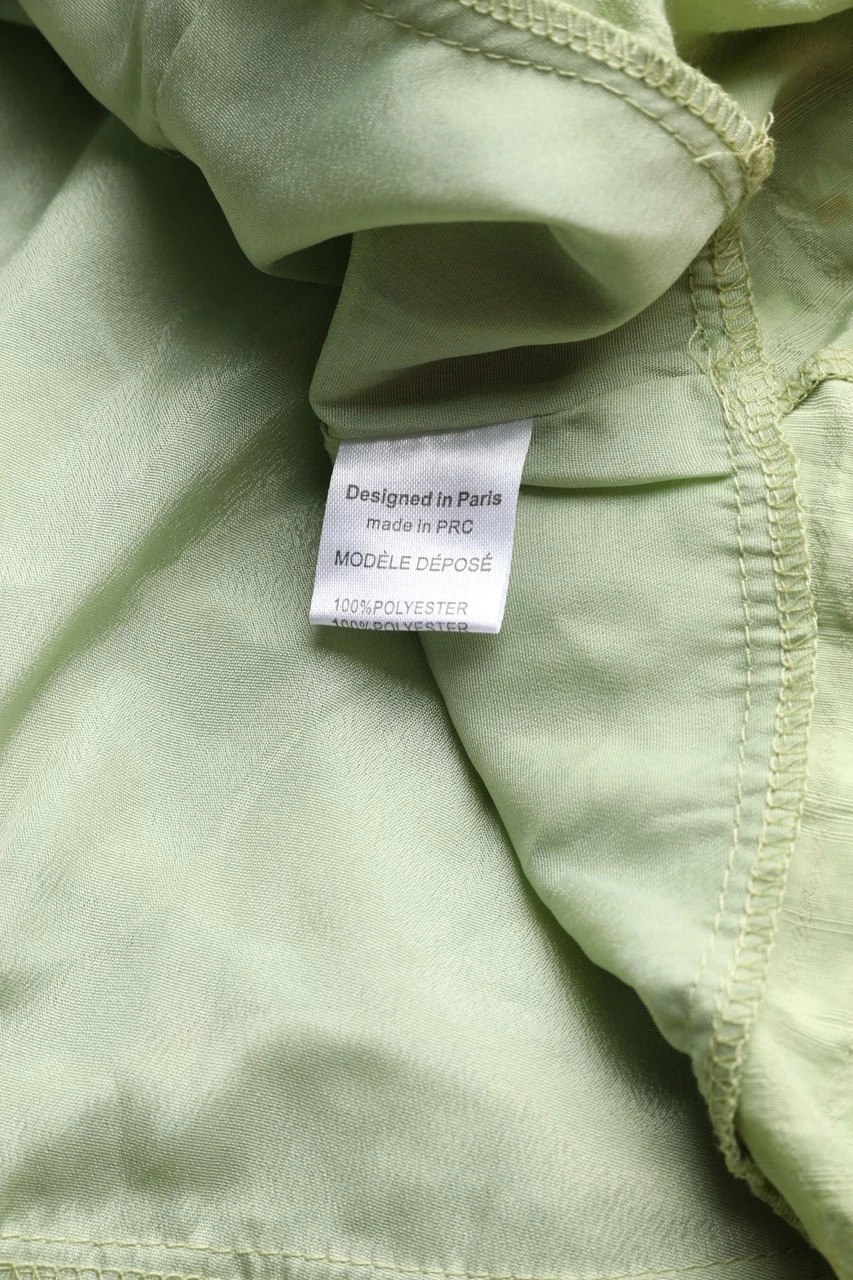 Designed in Paris
made in PRC
MODÈLE DÉPOSÉ
100%POLYESTER
100%POLYESTER